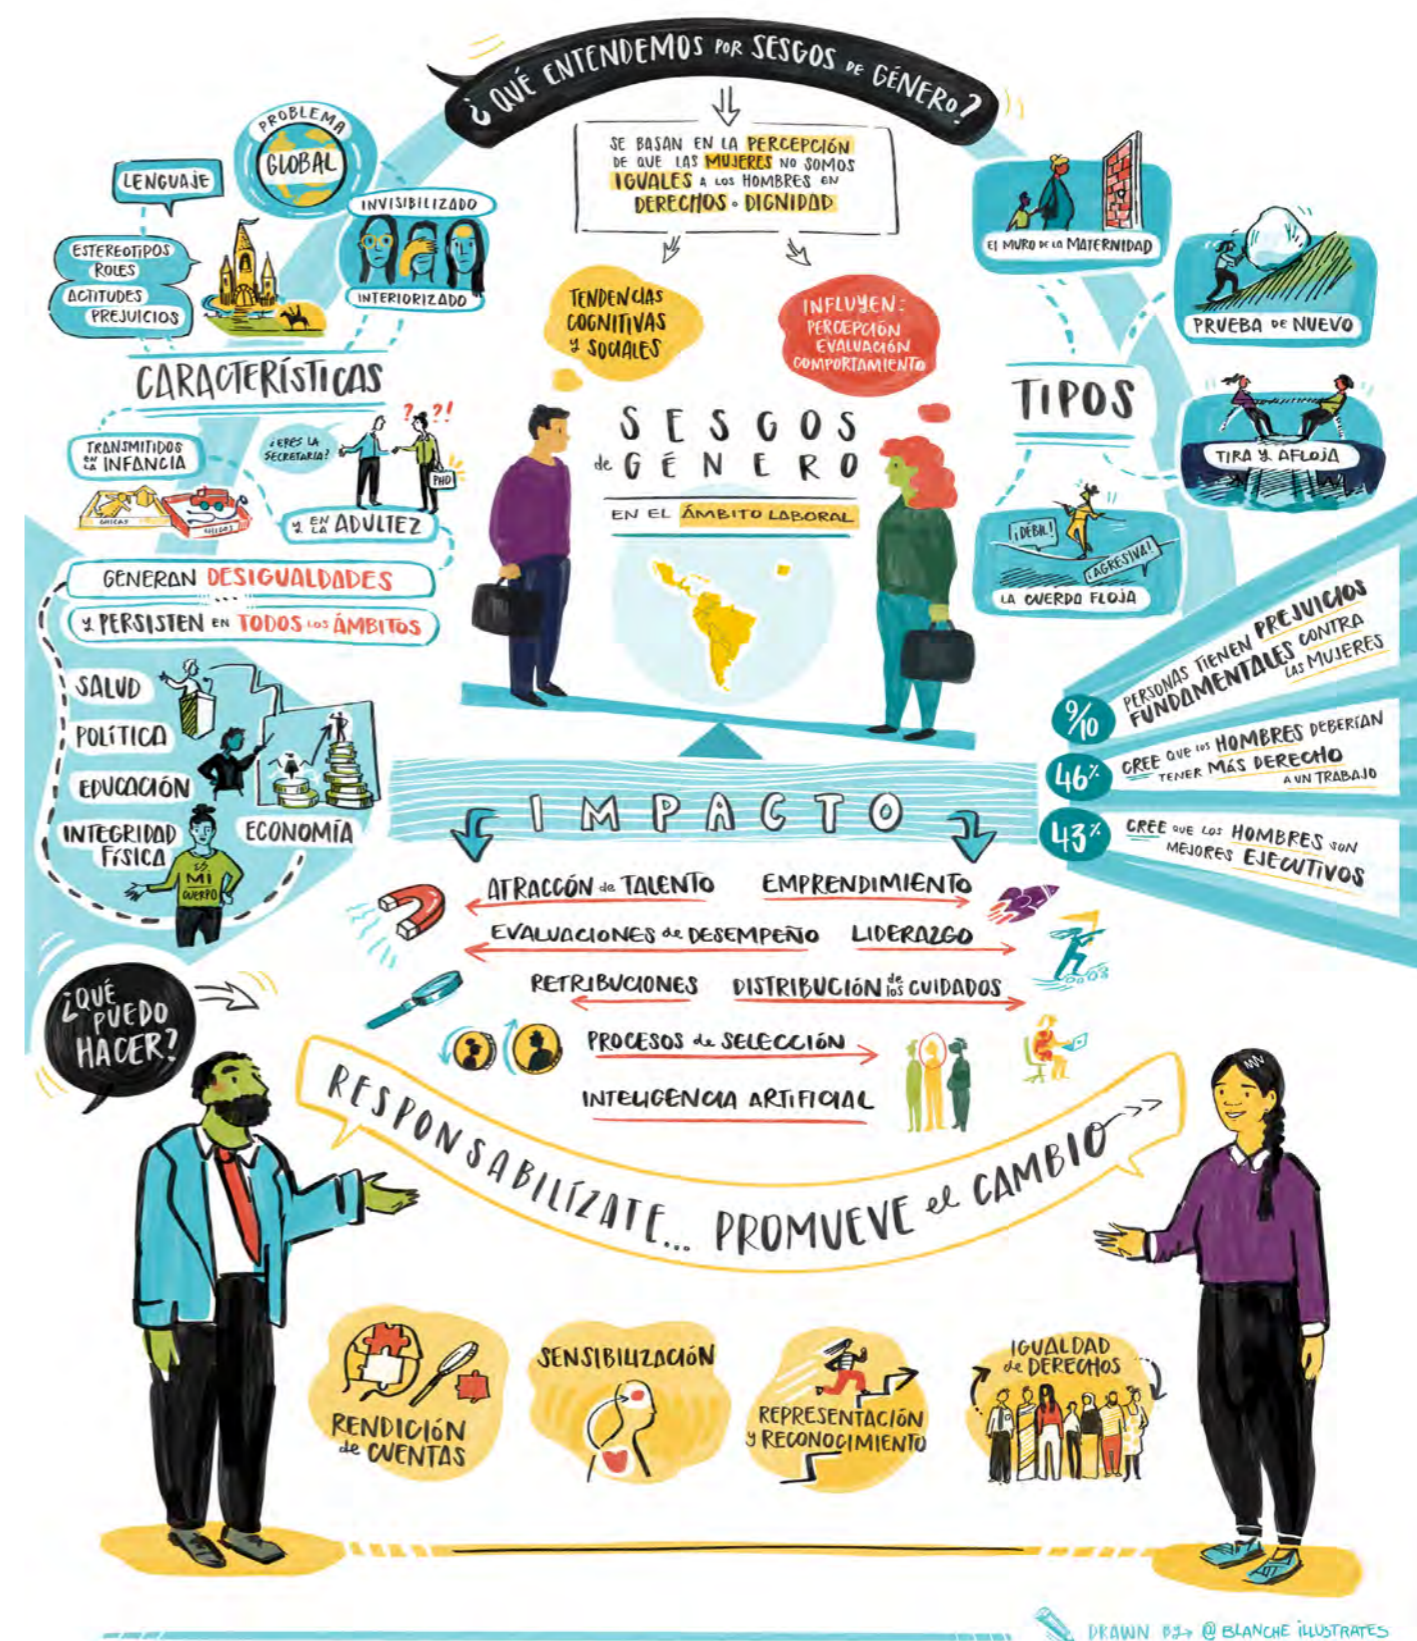 ¿QUÉ ENTENDEMOS POR SESGOS DE GÉNERO?
SE BASAN EN LA PERCEPCIÓN
DE QUE LAS MUJERES NO SOMOS
IGUALES A LOS HOMBRES EN
DERECHOS o DIGNIDAD
TENDENCIAS
COGNITIVAS
Y SOCIALES
INFLUYEN:
PERCEPCIÓN
EVALUACIÓN
COMPORTAMIENTO
PROBLEMA
GLOBAL
LENGUAJE
INVISIBILIZADO
INTERIORIZADO
ESTEREOTIPOS
ROLES
ACTITUDES
PREJUICIOS
CARACTERÍSTICAS
TRANSMITIDOS
EN LA INFANCIA
CHICAS
CHICOS
¿ERES LA
SECRETARIA?
? ?!
PHD
Y EN LA ADULTEZ
GENERAN DESIGUALDADES
...
Y PERSISTEN EN TODOS LOS ÁMBITOS
SALUD
POLÍTICA
EDUCACIÓN
INTEGRIDAD
FÍSICA
ECONOMÍA
MI
CUERPO
SESGOS
de GÉNERO
EN EL ÁMBITO LABORAL
EL MURO DE LA MATERNIDAD
PRUEBA DE NUEVO
TIPOS
TIRA Y AFLOJA
¡DÉBIL!
¡AGRESIVA!
LA CUERDA FLOJA
9/10
PERSONAS TIENEN PREJUICIOS
FUNDAMENTALES CONTRA
LAS MUJERES
46%
CREE QUE LOS HOMBRES DEBERÍAN
TENER MÁS DERECHO
A UN TRABAJO
43%
CREE QUE LOS HOMBRES SON
MEJORES EJECUTIVOS
IMPACTO
ATRACCÓN de TALENTO
EMPRENDIMIENTO
EVALUACIONES de DESEMPEÑO
LIDERAZGO
RETRIBUCIONES
DISTRIBUCIÓN de los CUIDADOS
PROCESOS de SELECCIÓN
INTELIGENCIA ARTIFICIAL
¿QUÉ
PUEDO
HACER?
RESPONSABILÍZATE... PROMUEVE el CAMBIO
RENDICIÓN
de CUENTAS
SENSIBILIZACIÓN
REPRESENTACIÓN
y RECONOCIMIENTO
IGUALDAD
de DERECHOS
DRAWN BY @BLANCHE ILLUSTRATES